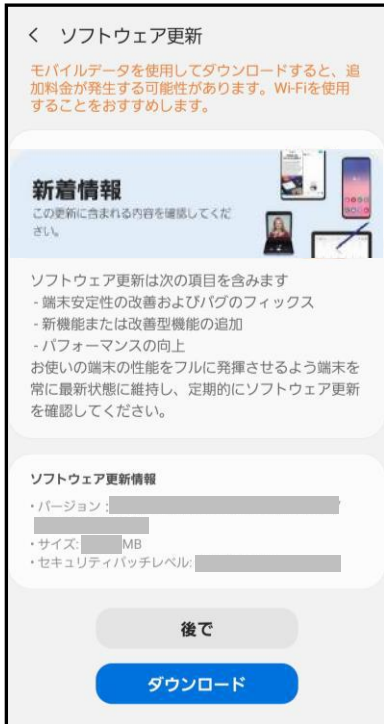 ソフトウェア更新
モバイルデータを使用してダウンロードすると、追
加料金が発生する可能性があります。Wi-Fiを使用
することをおすすめします。
新着情報
この更新に含まれる内容を確認してくだ
さい。
ソフトウェア更新は次の項目を含みます
- 端末安定性の改善およびバグのフィックス
- 新機能または改善型機能の追加
- パフォーマンスの向上
お使いの端末の性能をフルに発揮させるよう端末を
常に最新状態に維持し、定期的にソフトウェア更新
を確認してください。
ソフトウェア更新情報
・バージョン : /
・サイズ: MB
・セキュリティパッチレベル:
後で
ダウンロード